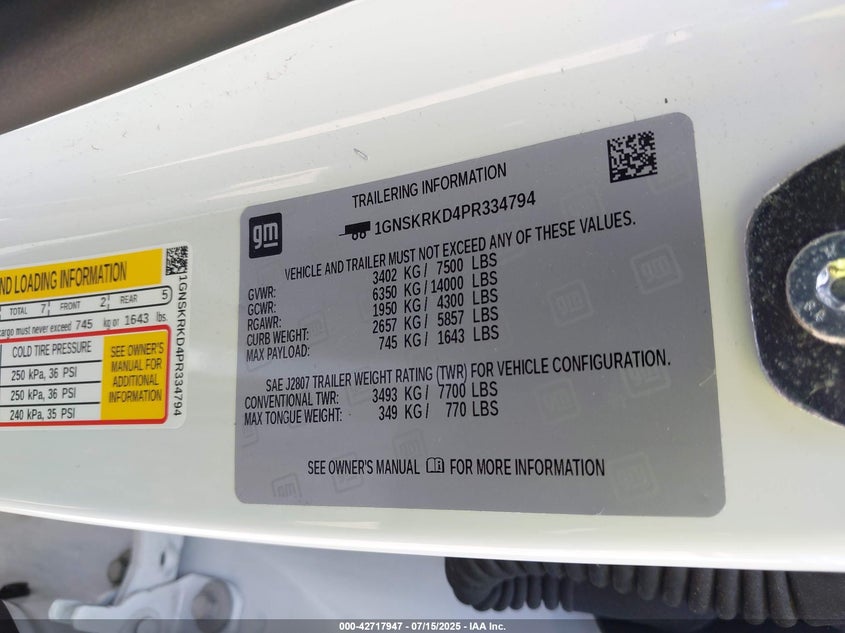 TRAILERING INFORMATION
gm
1GNSKRKD4PR334794
VEHICLE AND TRAILER MUST NOT EXCEED ANY OF THESE VALUES.
GVWR: 3402 KG/ 7500 LBS
GCWR: 6350 KG/ 14000 LBS
RGAWR: 1950 KG/ 4300 LBS
CURB WEIGHT: 2657 KG/ 5857 LBS
MAX PAYLOAD: 745 KG/ 1643 LBS
SAE J2807 TRAILER WEIGHT RATING (TWR) FOR VEHICLE CONFIGURATION.
CONVENTIONAL TWR: 3493 KG/ 7700 LBS
MAX TONGUE WEIGHT: 349 KG/ 770 LBS
SEE OWNER'S MANUAL FOR MORE INFORMATION
gm
ND LOADING INFORMATION
TOTAL 7 FRONT 2 REAR 5
cargo must never exceed 745 kg or 1643 lbs.
COLD TIRE PRESSURE
250 kPa, 36 PSI
250 kPa, 36 PSI
240 kPa, 35 PSI
SEE OWNER'S
MANUAL FOR
ADDITIONAL
INFORMATION
1GNSKRKD4PR334794
000-42717947 - 07/15/2025 - IAA Inc.